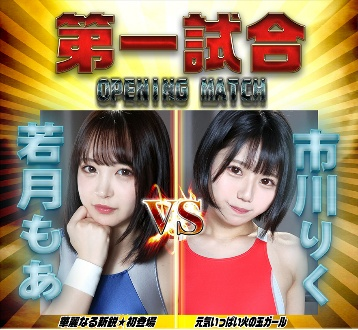 第一試合
OPENING MATCH
若月もあ
VS
市川りく
華麗なる新鋭★初登場
元気いっぱい火の玉ガール